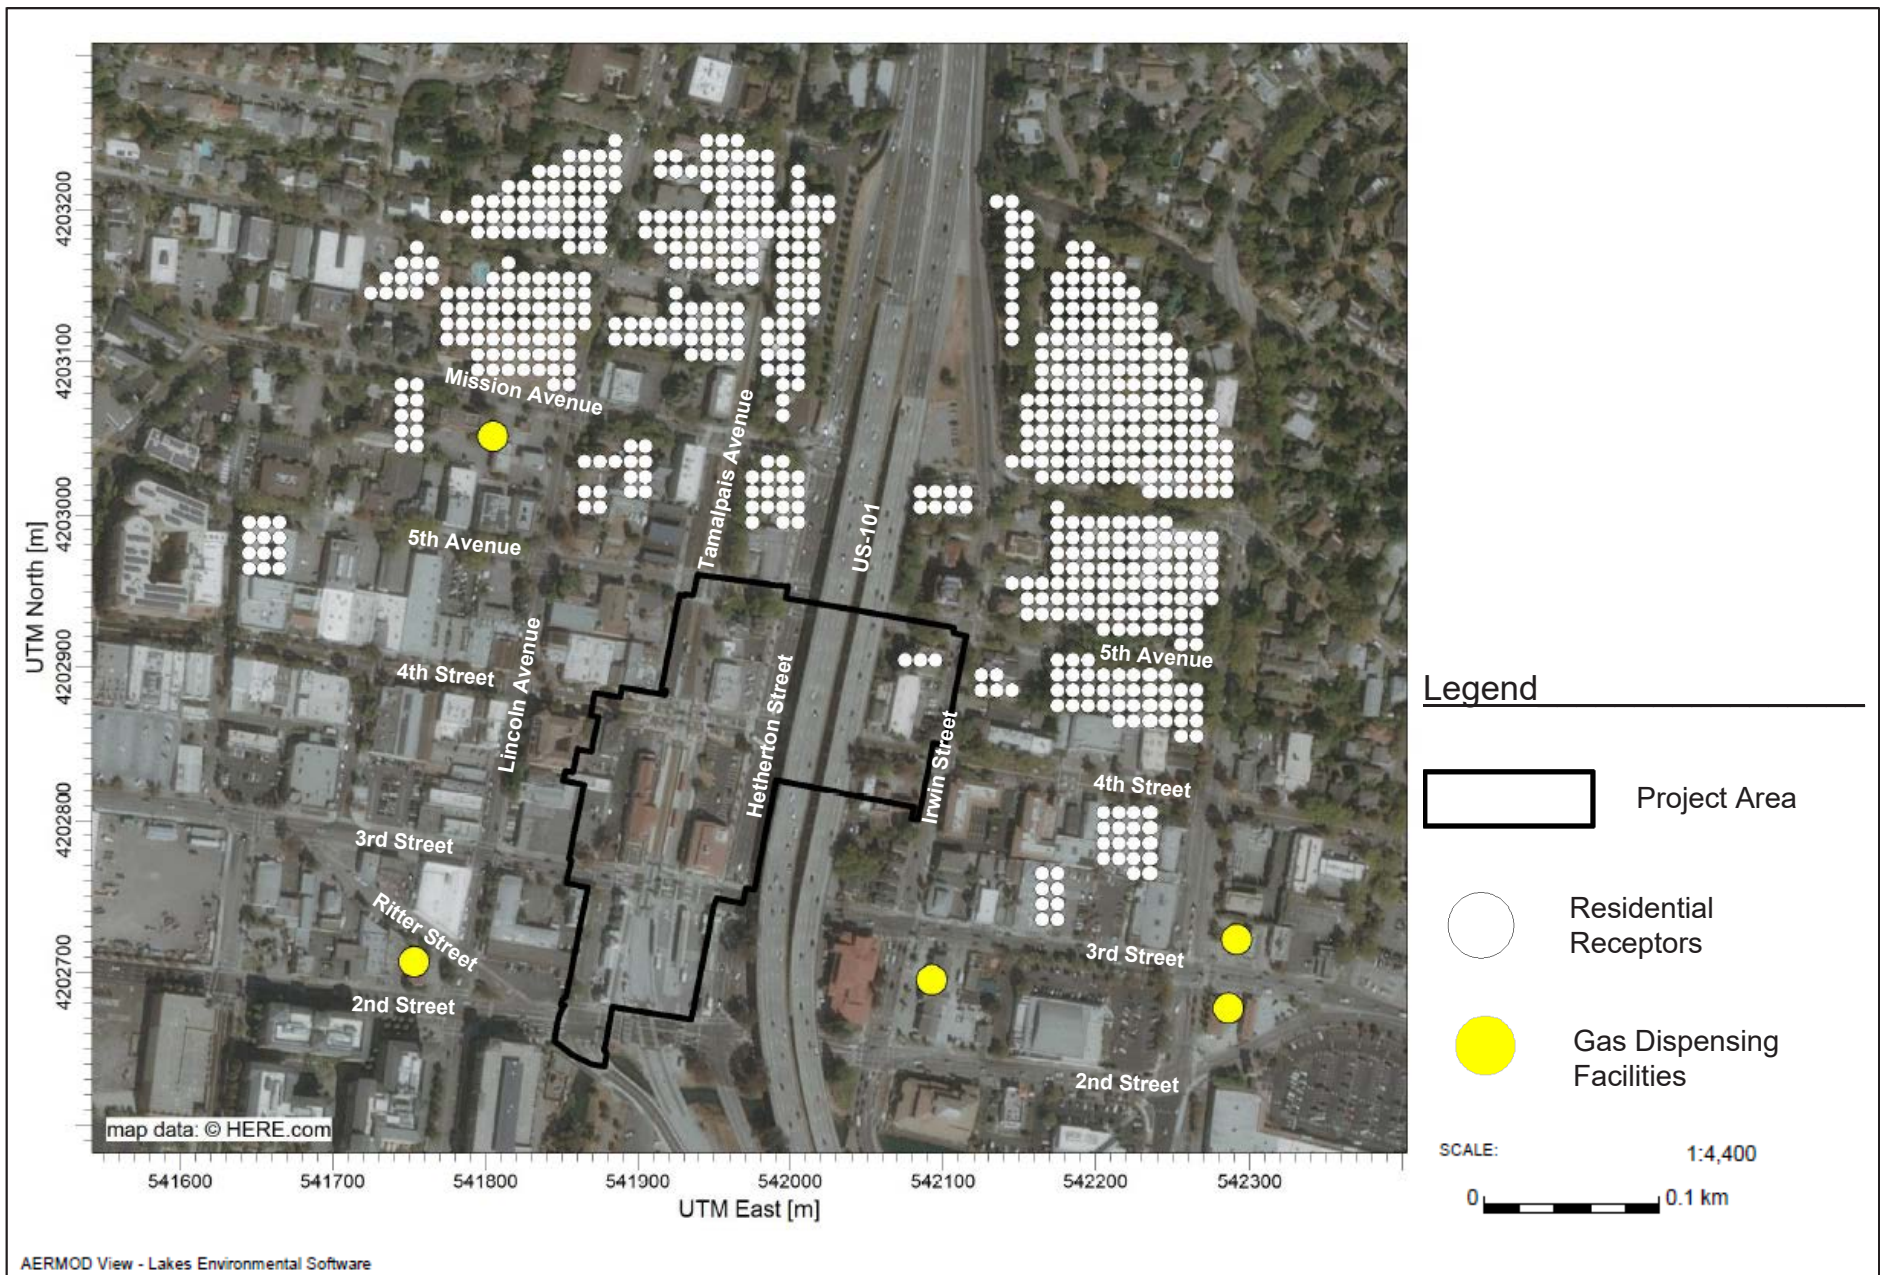 UTM North [m]
4203200
4203100
4203000
4202900
4202800
4202700
Mission Avenue
Tamalpais Avenue
5th Avenue
US-101
Lincoln Avenue
4th Street
Hetherton Street
5th Avenue
Irwin Street
4th Street
3rd Street
Ritter Street
3rd Street
2nd Street
2nd Street
map data: © HERE.com
541600
541700
541800
541900
542000
542100
542200
542300
UTM East [m]
Legend
Project Area
Residential
Receptors
Gas Dispensing
Facilities
SCALE:
1:4,400
0
0.1 km
AERMOD View - Lakes Environmental Software